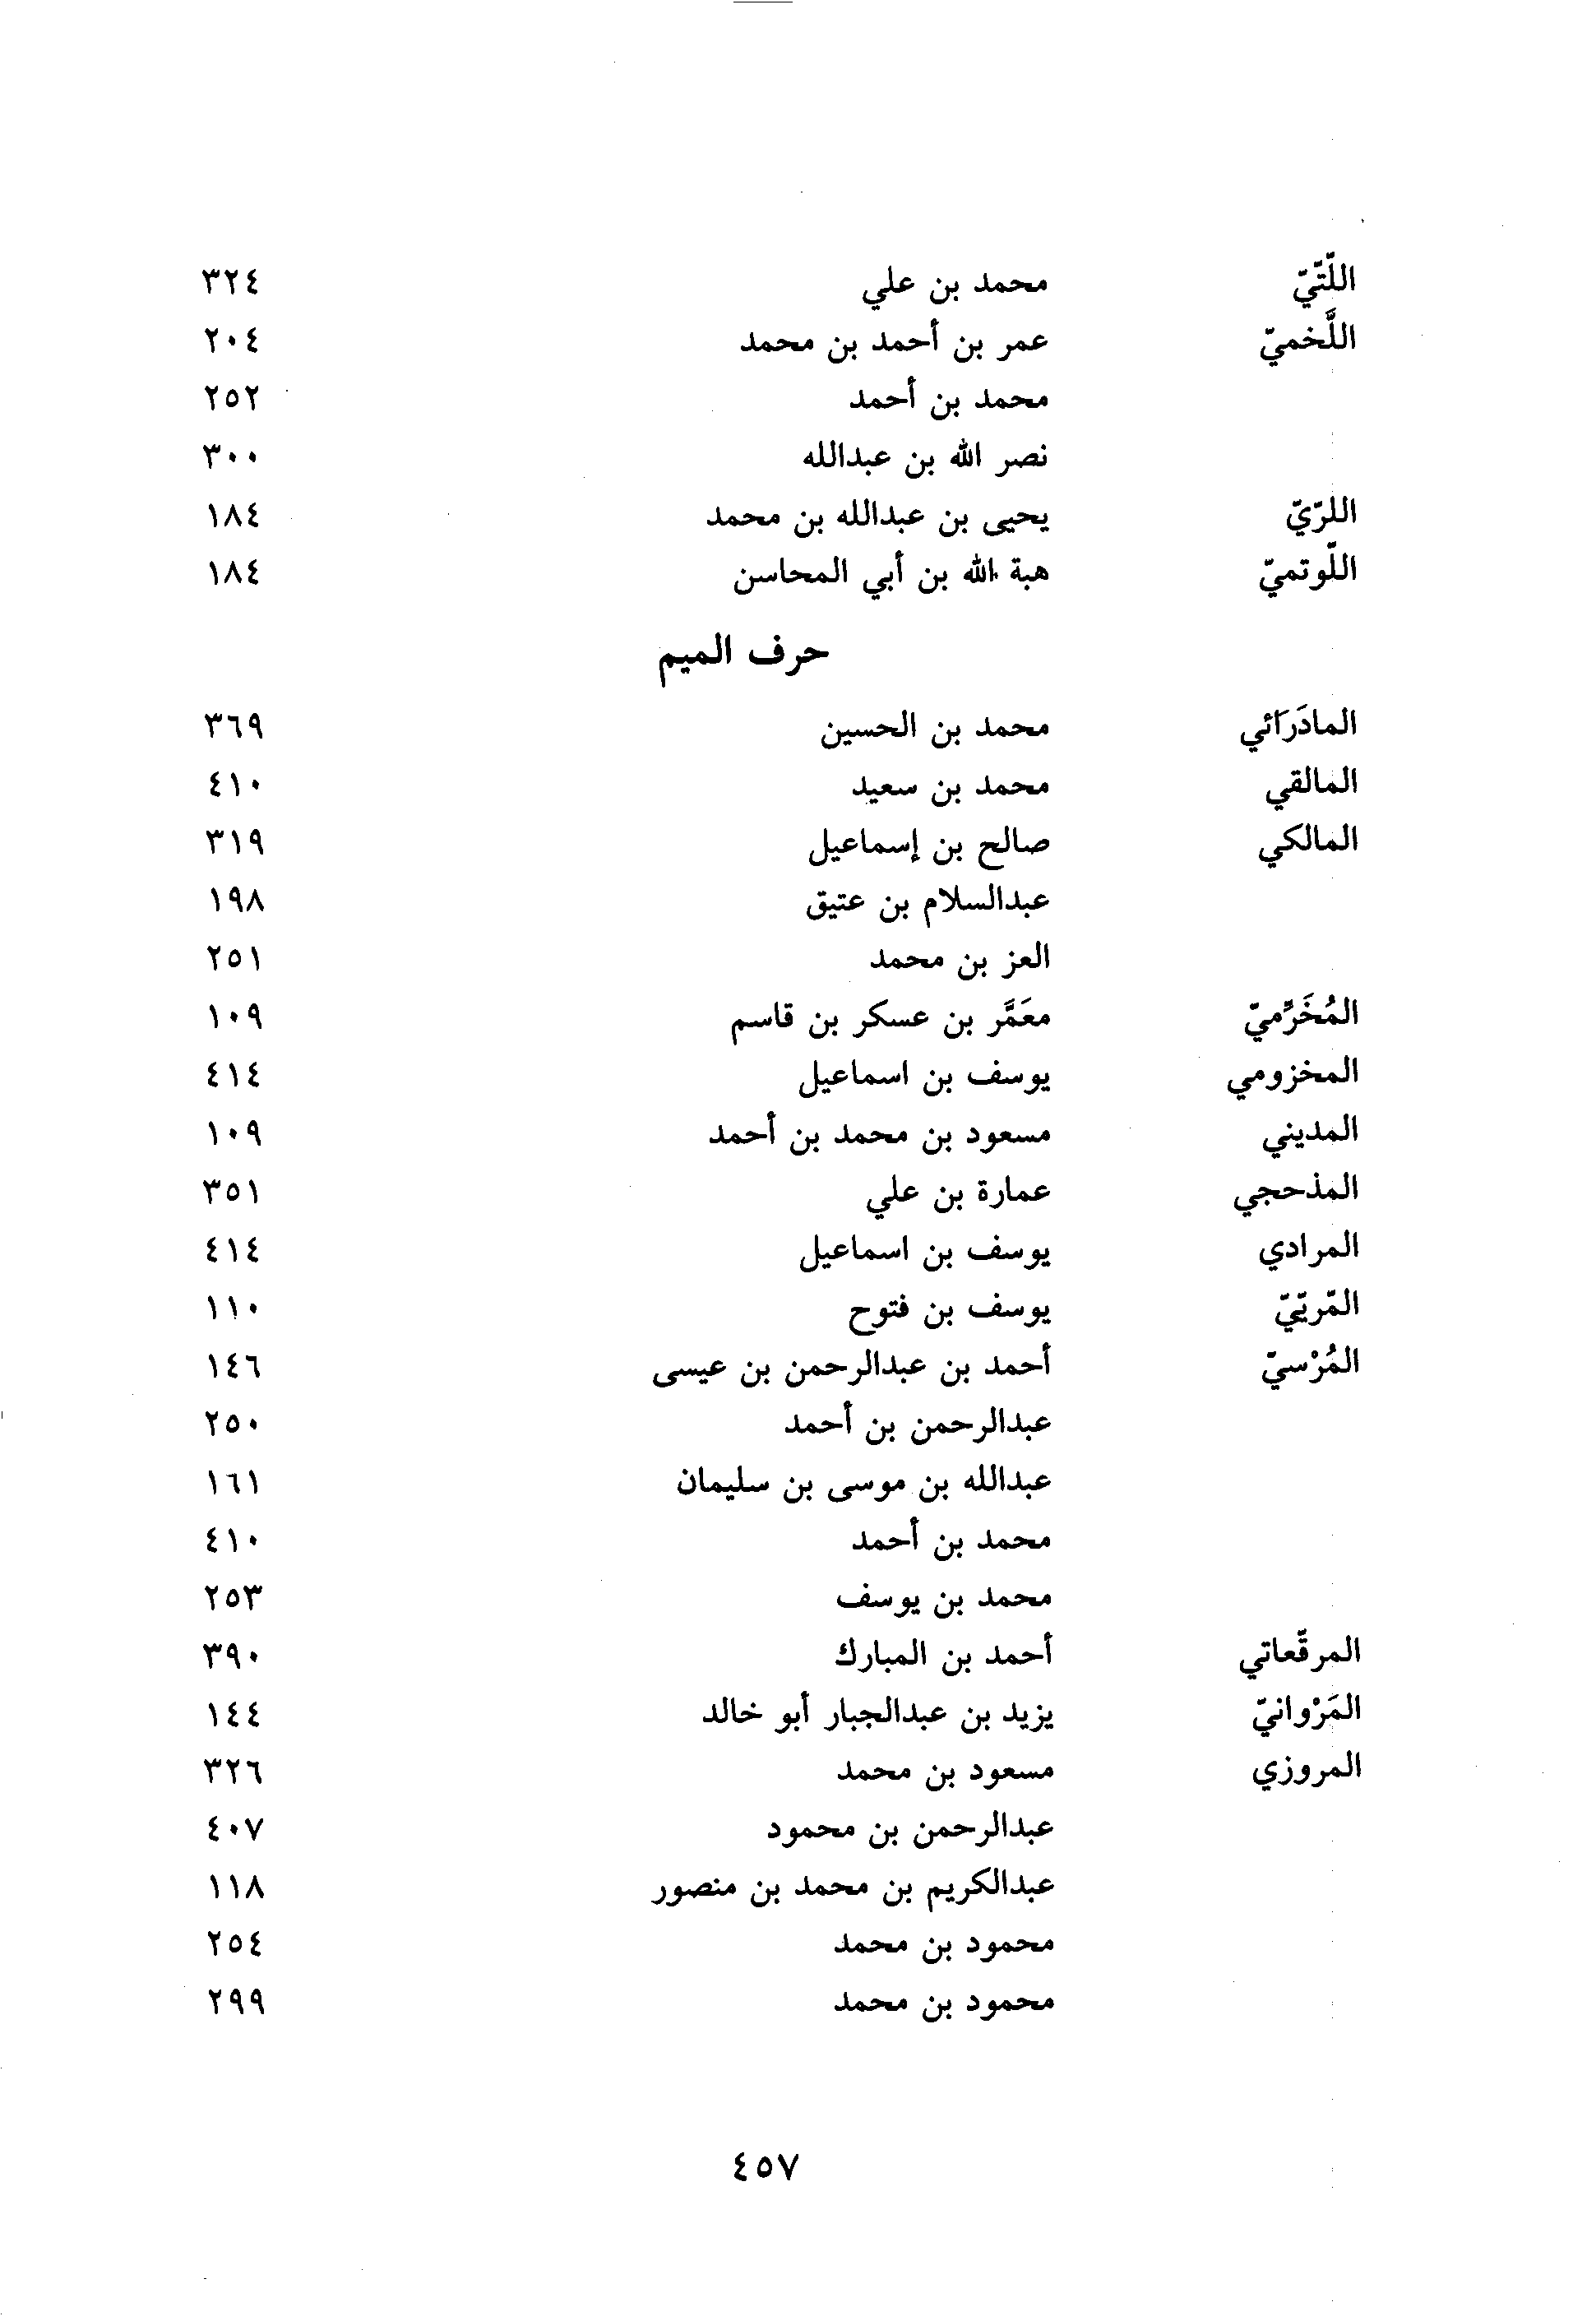 اللّتّيّ محمد بن علي ٣٢٤
اللَّخميّ عمر بن أحمد بن محمد ٢٠٤
محمد بن أحمد ٢٥٢
نصر الله بن عبدالله ٣٠٠
اللرّيّ يحيى بن عبدالله بن محمد ١٨٤
اللّوتميّ هبة الله بن أبي المحاسن ١٨٤
حرف الميم
المادَرَائي محمد بن الحسين ٣٦٩
المالقي محمد بن سعيد ٤١٠
المالكي صالح بن إسماعيل ٣١٩
عبدالسلام بن عتيق ١٩٨
العز بن محمد ٢٥١
المُخَرِّميّ معَمَّر بن عسكر بن قاسم ١٠٩
المخزومي يوسف بن اسماعيل ٤١٤
المديني مسعود بن محمد بن أحمد ١٠٩
المذحجي عمارة بن علي ٣٥١
المرادي يوسف بن اسماعيل ٤١٤
المّريّيّ يوسف بن فتوح ١١٠
المُرْسيّ أحمد بن عبدالرحمن بن عيسى ١٤٦
عبدالرحمن بن أحمد ٢٥٠
عبدالله بن موسى بن سليمان ١٦١
محمد بن أحمد ٤١٠
محمد بن يوسف ٢٥٣
المرقّعاتي أحمد بن المبارك ٣٩٠
المَرْوانيّ يزيد بن عبدالجبار أبو خالد ١٤٤
المروزي مسعود بن محمد ٣٢٦
عبدالرحمن بن محمود ٤٠٧
عبدالكريم بن محمد بن منصور ١١٨
محمود بن محمد ٢٥٤
محمود بن محمد ٢٩٩
٤٥٧